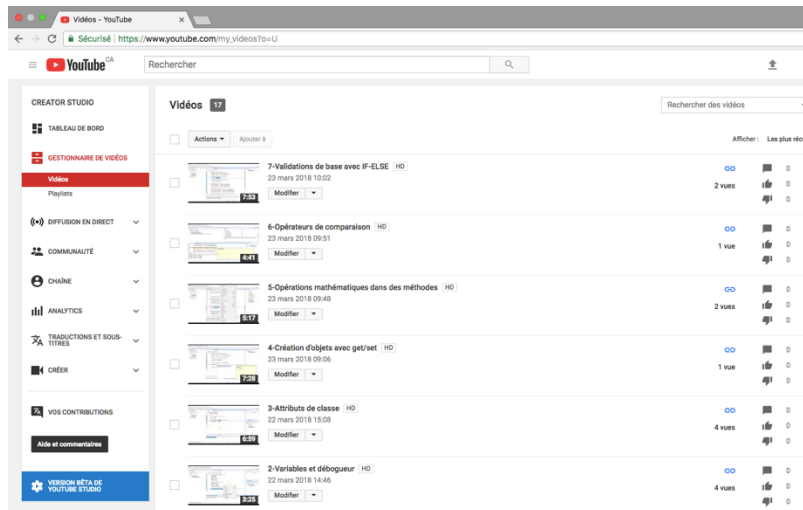 Vidéos - YouTube
Sécurisé | https://www.youtube.com/my_videos?o=U
YouTube CA
Rechercher
CREATOR STUDIO
TABLEAU DE BORD
GESTIONNAIRE DE VIDÉOS
Vidéos
Playlists
DIFFUSION EN DIRECT
COMMUNAUTÉ
CHAÎNE
ANALYTICS
TRADUCTIONS ET SOUS-
TITRES
CRÉER
VOS CONTRIBUTIONS
Aide et commentaires
VERSION BÊTA DE
YOUTUBE STUDIO
Vidéos 17
Rechercher des vidéos
Actions Ajouter à
Afficher : Les plus réce
7-Validations de base avec IF-ELSE HD
23 mars 2018 10:02
Modifier
7:53
2 vues
0
0
0
6-Opérateurs de comparaison HD
23 mars 2018 09:51
Modifier
4:41
1 vue
0
0
0
5-Opérations mathématiques dans des méthodes HD
23 mars 2018 09:48
Modifier
5:17
2 vues
0
0
0
4-Création d'objets avec get/set HD
23 mars 2018 09:06
Modifier
7:28
1 vue
0
0
0
3-Attributs de classe HD
22 mars 2018 15:08
Modifier
6:59
4 vues
0
0
0
2-Variables et débogueur HD
22 mars 2018 14:46
Modifier
3:25
4 vues
0
0
0